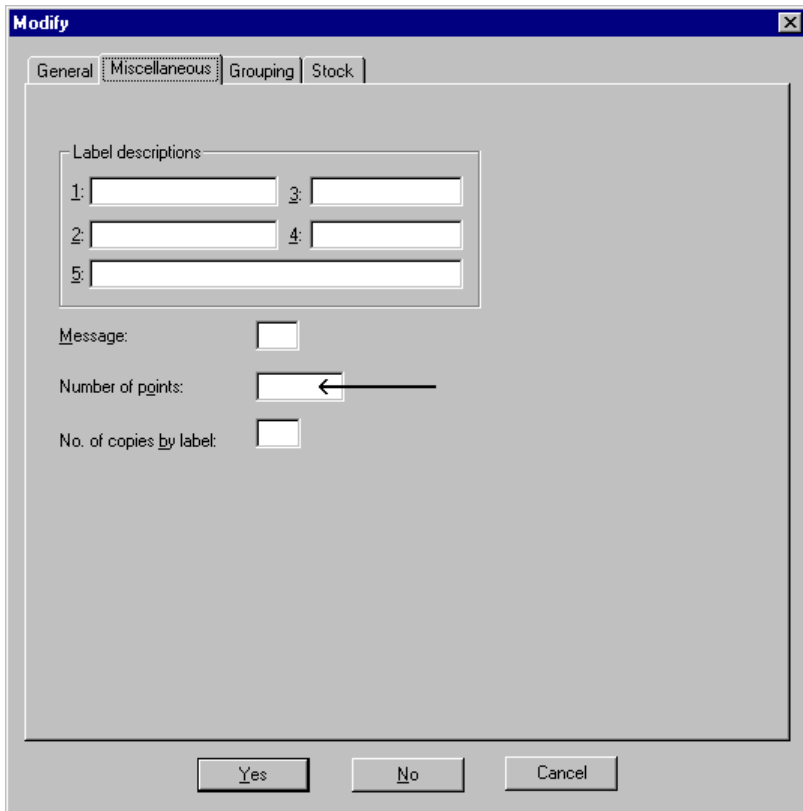 Modify
General Miscellaneous Grouping Stock
Label descriptions
1: 3:
2: 4:
5:
Message:
Number of points:
No. of copies by label:
Yes No Cancel